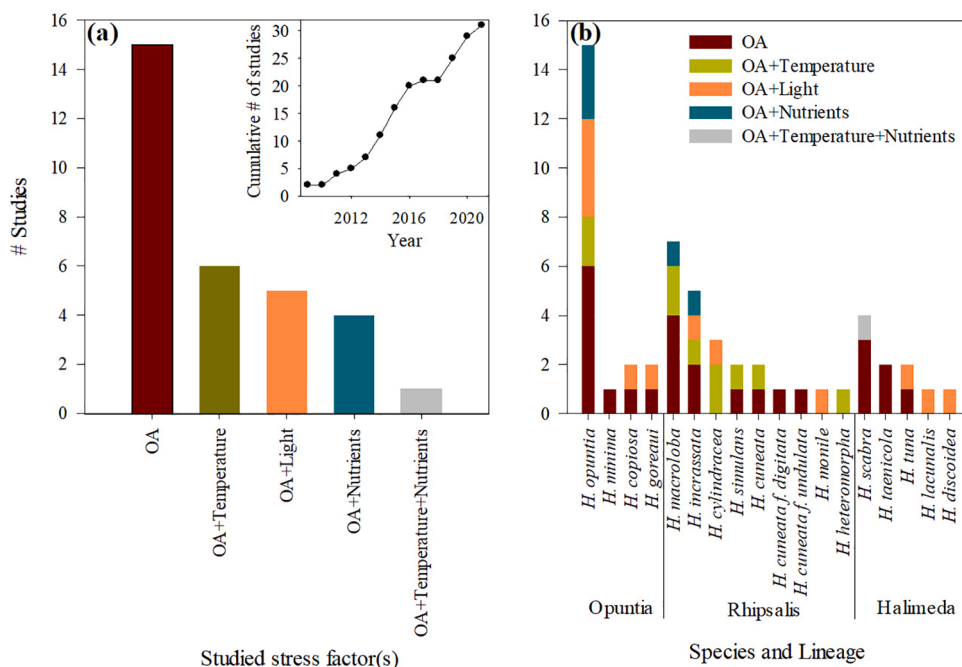 (a)
# Studies
16
14
12
10
8
6
4
2
0
OA
OA+Temperature
OA+Light
OA+Nutrients
OA+Temperature+Nutrients
Studied stress factor(s)
Cumulative # of studies
30
25
20
15
10
5
0
2012
2016
2020
Year
(b)
OA
OA+Temperature
OA+Light
OA+Nutrients
OA+Temperature+Nutrients
16
14
12
10
8
6
4
2
0
H. opuntia
H. minima
H. copiosa
H. goreaui
H. macroloba
H. incrassata
H. cylindracea
H. simulans
H. cuneata
H. cuneata f. digitata
H. cuneata f. undulata
H. monile
H. heteromorpha
H. scabra
H. taenicola
H. tuna
H. lacunalis
H. discoidea
Opuntia
Rhipsalis
Halimeda
Species and Lineage